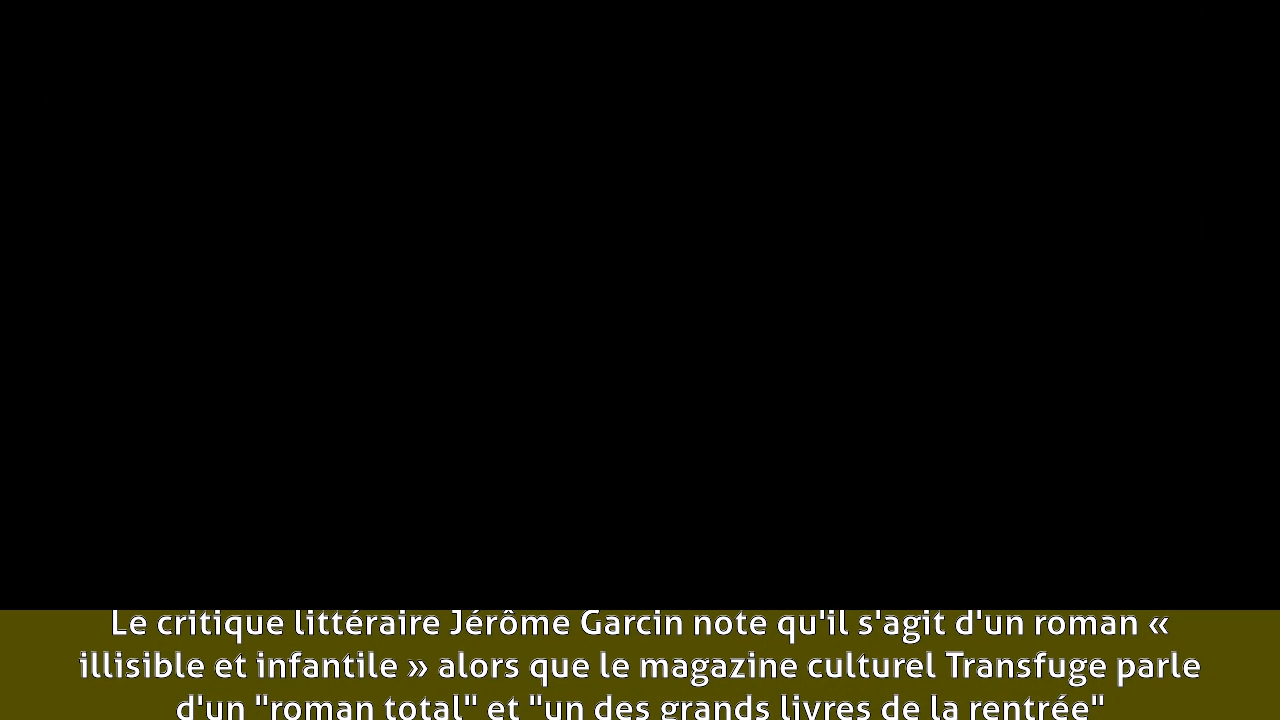 Le critique littéraire Jérôme Garcin note qu'il s'agit d'un roman «
illisible et infantile » alors que le magazine culturel Transfuge parle
d'un "roman total" et "un des grands livres de la rentrée"